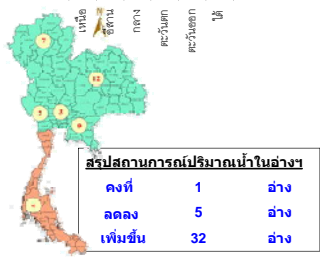 เหนือ
อีสาน
กลาง
ตะวันตก
ตะวันออก
ใต้
12
3
สรุปสถานการณ์ปริมาณน้ำในอ่างฯ
คงที่ 1 อ่าง
ลดลง 5 อ่าง
เพิ่มขึ้น 32 อ่าง